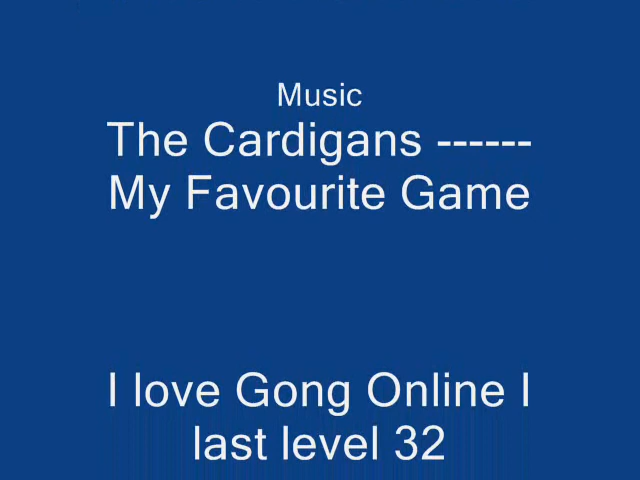 Music
The Cardigans ------
My Favourite Game
I love Gong Online I
last level 32